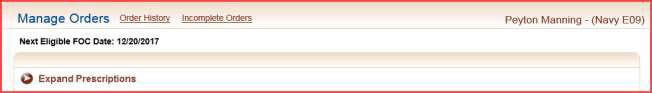 Manage Orders Order History Incomplete Orders Peyton Manning - (Navy E09)
Next Eligible FOC Date: 12/20/2017
Expand Prescriptions